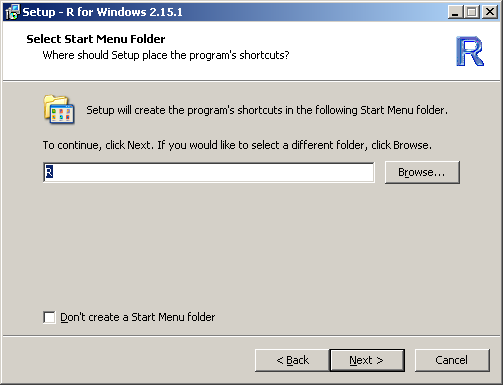 Setup - R for Windows 2.15.1
Select Start Menu Folder
Where should Setup place the program's shortcuts?
R
Setup will create the program's shortcuts in the following Start Menu folder.
To continue, click Next. If you would like to select a different folder, click Browse.
R
Browse...
Don't create a Start Menu folder
< Back
Next >
Cancel